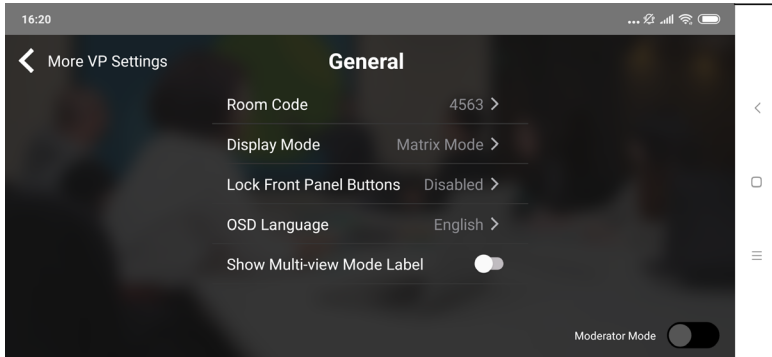 16:20
More VP Settings
General
Room Code 4563
Display Mode Matrix Mode
Lock Front Panel Buttons Disabled
OSD Language English
Show Multi-view Mode Label
Moderator Mode